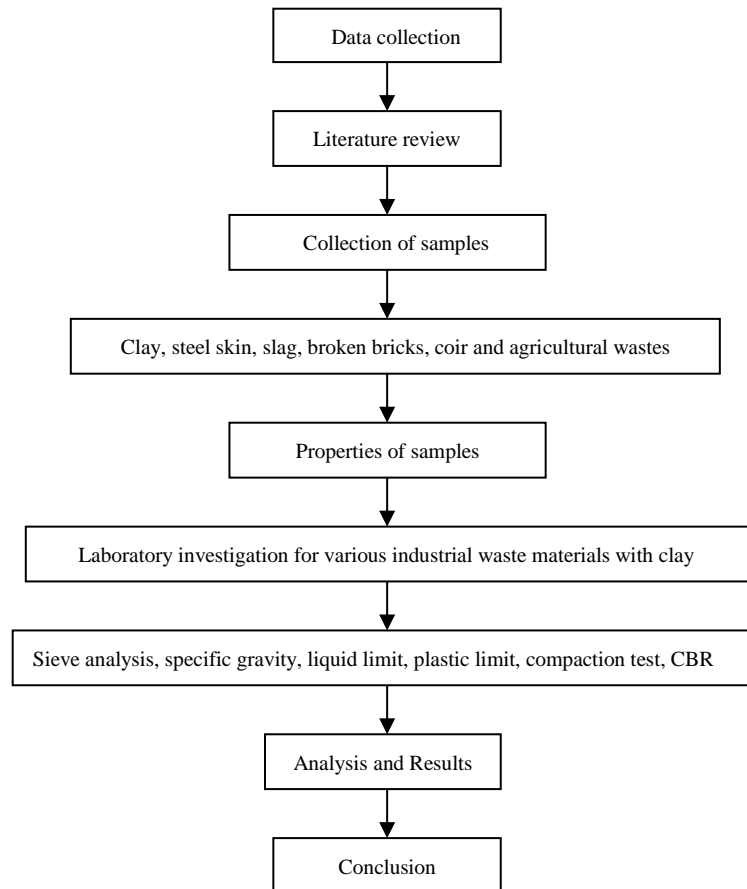 Data collection
Literature review
Collection of samples
Clay, steel skin, slag, broken bricks, coir and agricultural wastes
Properties of samples
Laboratory investigation for various industrial waste materials with clay
Sieve analysis, specific gravity, liquid limit, plastic limit, compaction test, CBR
Analysis and Results
Conclusion